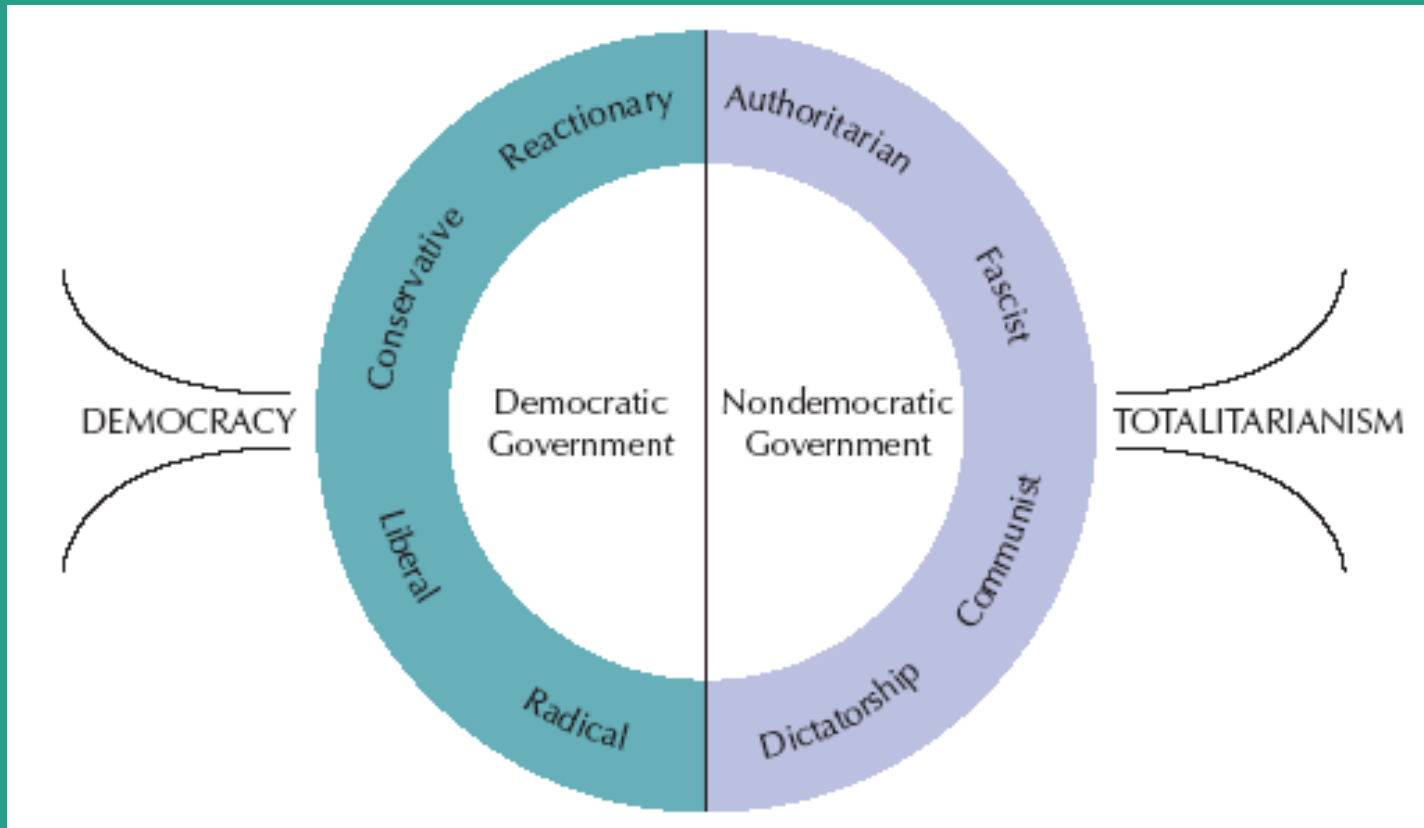 Reactionary
Authoritarian
Conservative
Fascist
DEMOCRACY
Democratic
Government
Nondemocratic
Government
TOTALITARIANISM
Liberal
Communist
Radical
Dictatorship